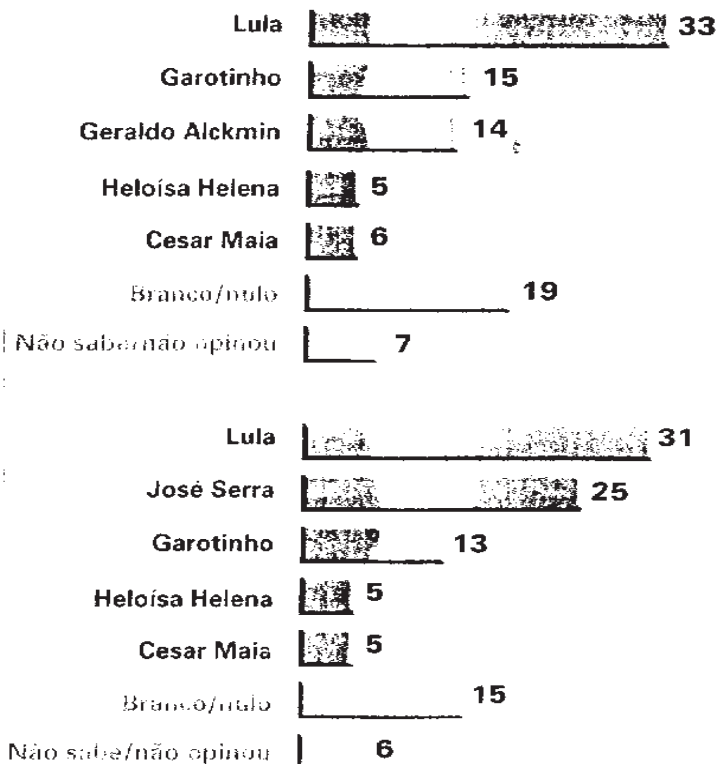 Lula 33
Garotinho 15
Geraldo Alckmin 14
Heloísa Helena 5
Cesar Maia 6
Branco/nulo 19
Não sabe/não opinou 7
Lula 31
José Serra 25
Garotinho 13
Heloísa Helena 5
Cesar Maia 5
Branco/nulo 15
Não sabe/não opinou 6